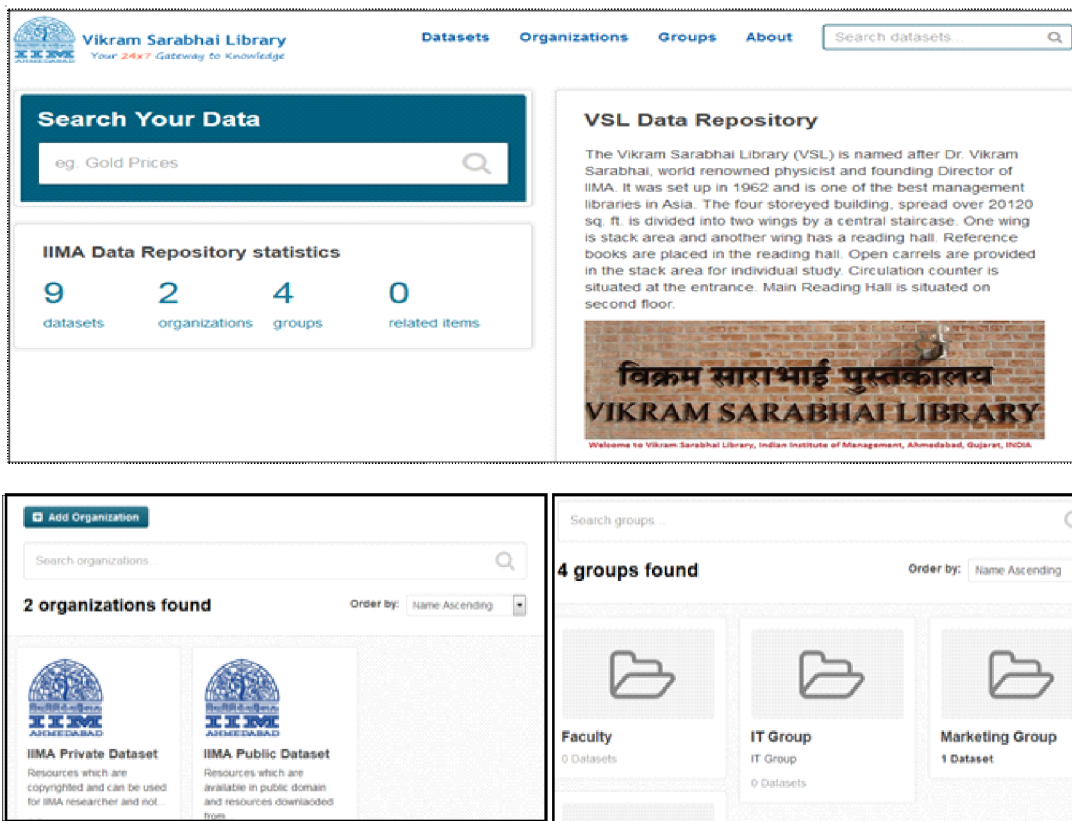 Vikram Sarabhai Library
Your 24x7 Gateway to Knowledge
IIM
AHMEDABAD
Datasets Organizations Groups About Search datasets...
Search Your Data
eg. Gold Prices
IIMA Data Repository statistics
9 2 4 0
datasets organizations groups related items
VSL Data Repository
The Vikram Sarabhai Library (VSL) is named after Dr. Vikram
Sarabhai, world renowned physicist and founding Director of
IIMA. It was set up in 1962 and is one of the best management
libraries in Asia. The four storeyed building, spread over 20120
sq. ft. is divided into two wings by a central staircase. One wing
is stack area and another wing has a reading hall. Reference
books are placed in the reading hall. Open carrels are provided
in the stack area for individual study. Circulation counter is
situated at the entrance. Main Reading Hall is situated on
second floor.
विक्रम साराभाई पुस्तकालय
VIKRAM SARABHAI LIBRARY
Welcome to Vikram Sarabhai Library, Indian Institute of Management, Ahmedabad, Gujarat, INDIA
Add Organization
Search organizations...
2 organizations found
Order by: Name Ascending
IIM
AHMEDABAD
IIMA Private Dataset
Resources which are
copyrighted and can be used
for IIMA researcher and not...
IIM
AHMEDABAD
IIMA Public Dataset
Resources which are
available in public domain
and resources downlaoded
from
Search groups...
4 groups found
Order by: Name Ascending
Faculty
0 Datasets
IT Group
IT Group
0 Datasets
Marketing Group
1 Dataset